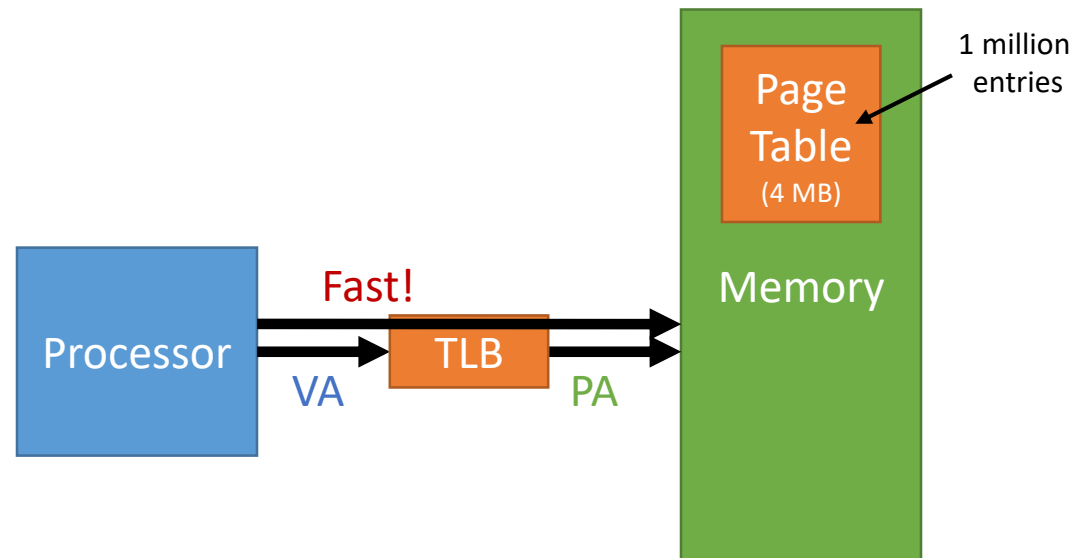 1 million
entries
Page
Table
(4 MB)
Fast!
Memory
Processor
TLB
VA
PA